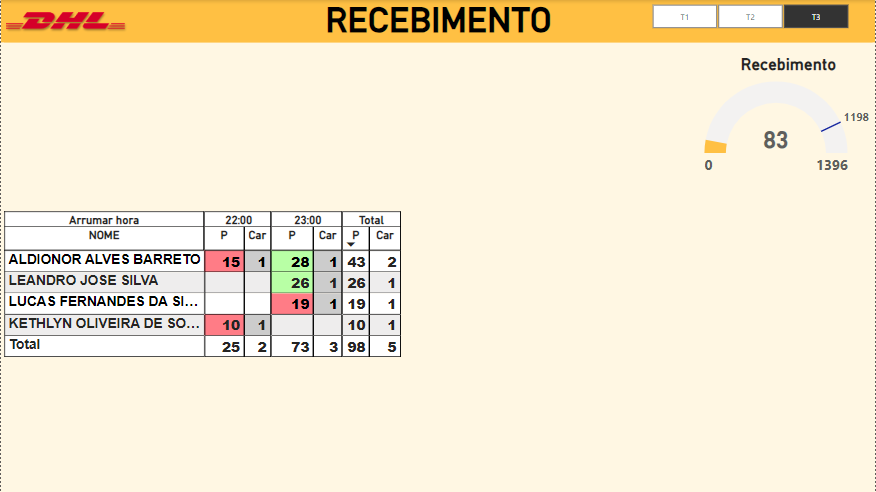 DHL
RECEBIMENTO
T1 T2 T3
Recebimento
1198
83
0 1396
Arrumar hora 22:00 23:00 Total
NOME P Car P Car P Car
ALDIONOR ALVES BARRETO 15 1 28 1 43 2
LEANDRO JOSE SILVA 26 1 26 1
LUCAS FERNANDES DA SI... 19 1 19 1
KETHLYN OLIVEIRA DE SO... 10 1 10 1
Total 25 2 73 3 98 5